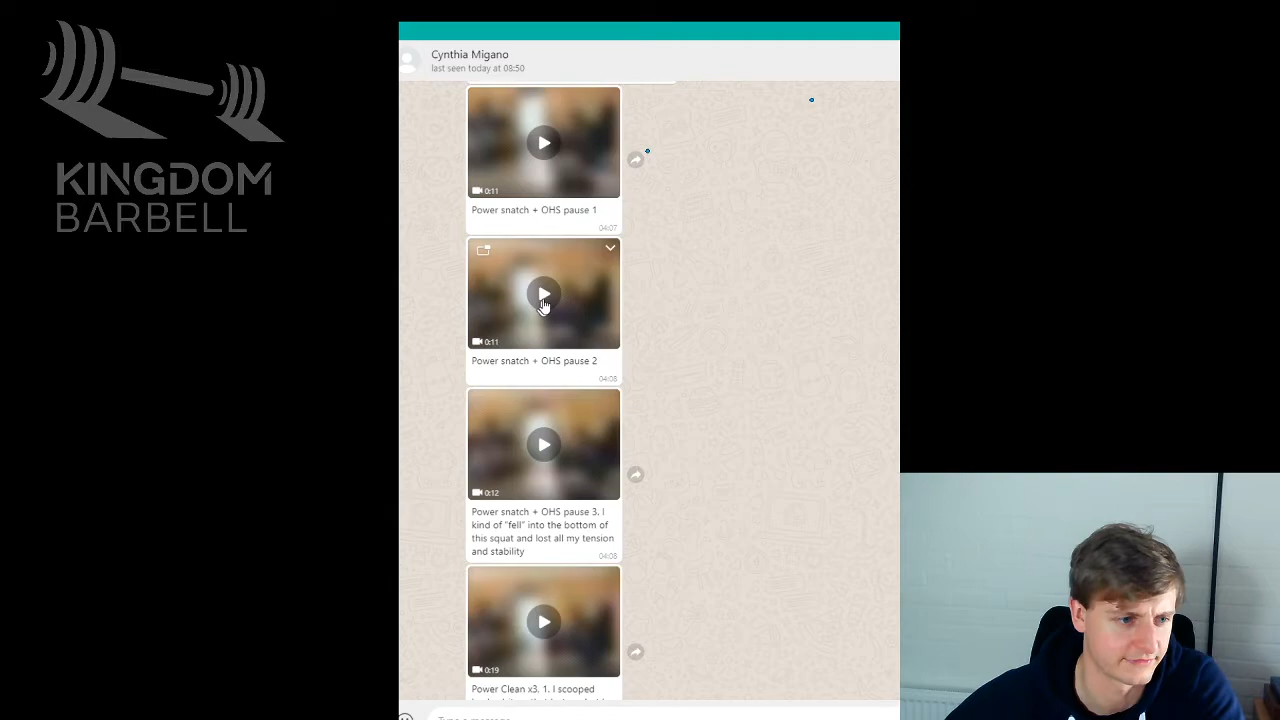 KINGDOM
BARBELL
Cynthia Migano
last seen today at 08:50
0:11
Power snatch + OHS pause 1
04:07
0:11
Power snatch + OHS pause 2
04:08
0:12
Power snatch + OHS pause 3. I
kind of "fell" into the bottom of
this squat and lost all my tension
and stability
04:08
0:19
Power Clean x3. 1. I scooped
Type a message